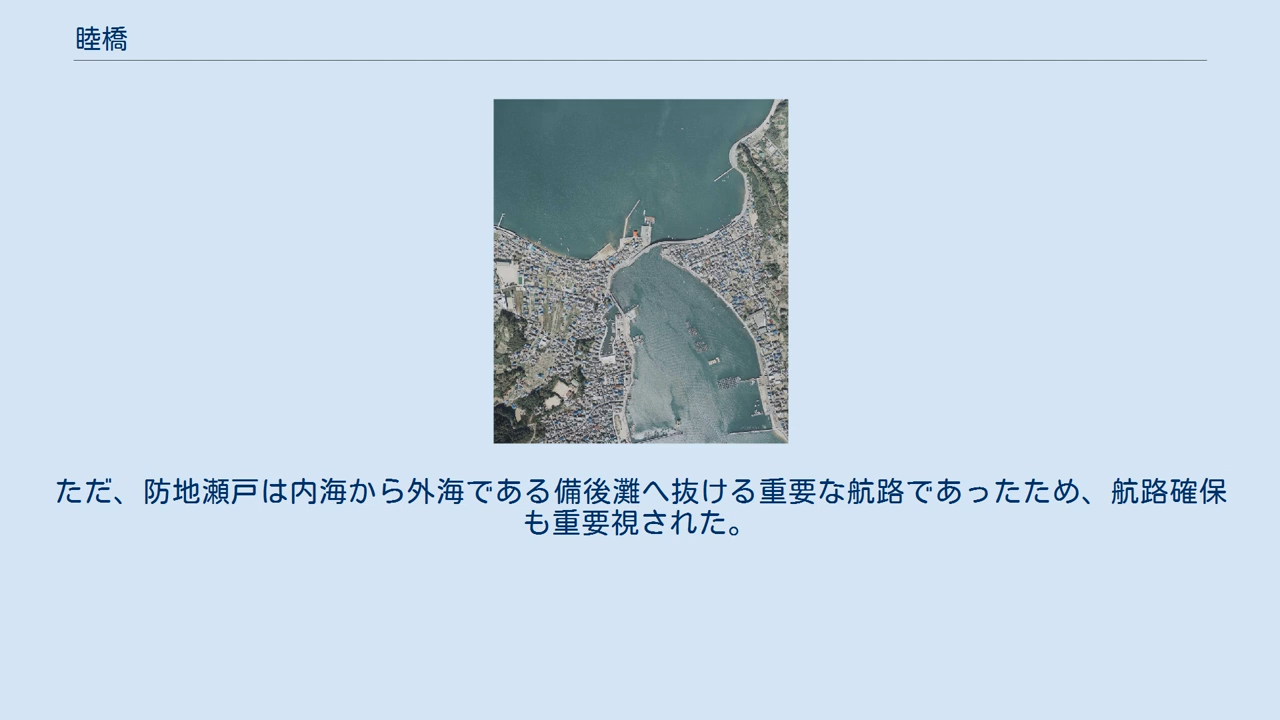 睦橋
ただ、防地瀬戸は内海から外海である備後灘へ抜ける重要な航路であったため、航路確保
も重要視された。